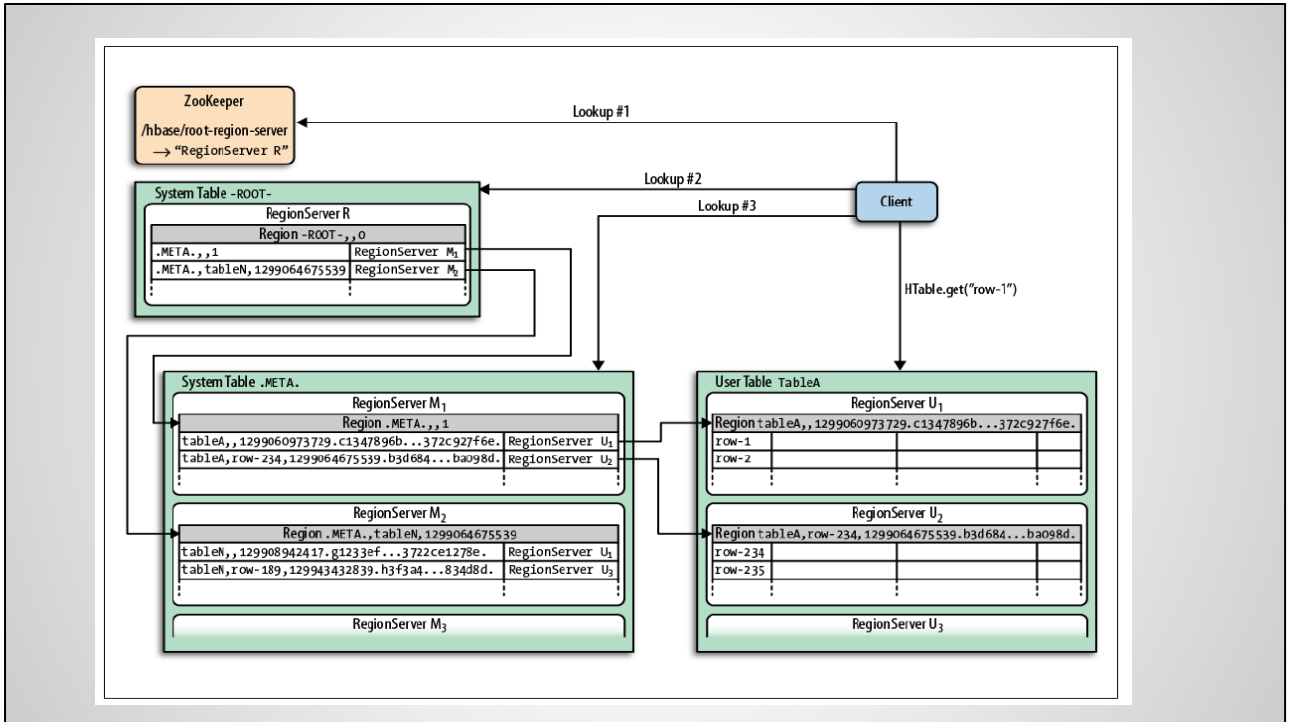 ZooKeeper
/hbase/root-region-server
→ “RegionServer R”
Lookup #1
Lookup #2
Lookup #3
Client
HTable.get(“row-1”)
System Table -ROOT-
RegionServer R
Region -ROOT-,,0
.META.,,1 RegionServer M1
.META.,tableN,1299064675539 RegionServer M2
System Table .META.
RegionServer M1
Region .META.,,1
tableA,,1299060973729.c1347896b...372c927f6e. RegionServer U1
tableA,row-234,1299064675539.b3d684...ba098d. RegionServer U2
RegionServer M2
Region .META.,tableN,1299064675539
tableN,,129908942417.g1233ef...3722ce1278e. RegionServer U1
tableN,row-189,129943432839.h3f3a4...834d8d. RegionServer U3
RegionServer M3
User Table TableA
RegionServer U1
Region tableA,,1299060973729.c1347896b...372c927f6e.
row-1
row-2
RegionServer U2
Region tableA,row-234,1299064675539.b3d684...ba098d.
row-234
row-235
RegionServer U3